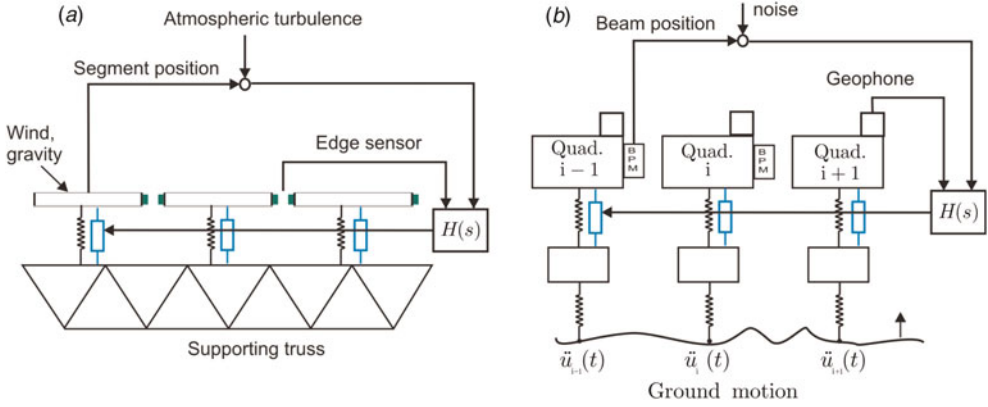 (a)
Atmospheric turbulence
Segment position
Wind,
gravity
Edge sensor
H(s)
Supporting truss
(b)
noise
Beam position
Geophone
Quad.
i − 1
BPM
Quad.
i
BPM
Quad.
i + 1
H(s)
ü_{i-1}(t)
ü_i(t)
ü_{i+1}(t)
Ground motion